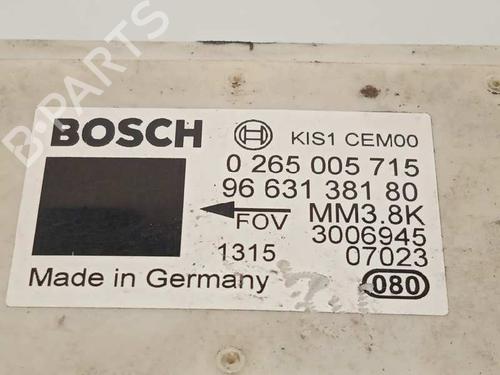 B-PARTS
BOSCH
KIS1 CEM00
0 265 005 715
96 631 381 80
FOV
MM3.8K
3006945
1315
07023
Made in Germany
080